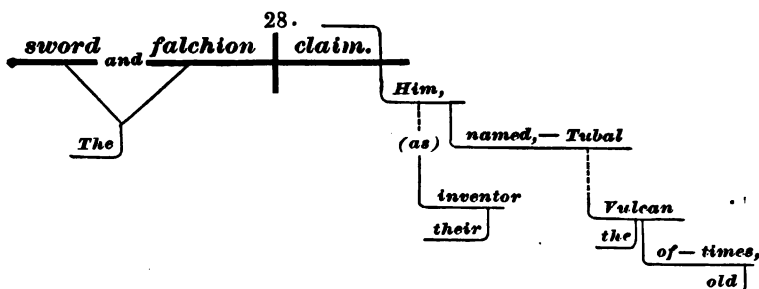 28.
sword and falchion claim.
Him,
The (as) named,— Tubal
inventor
their Vulcan
the
of— times,
old